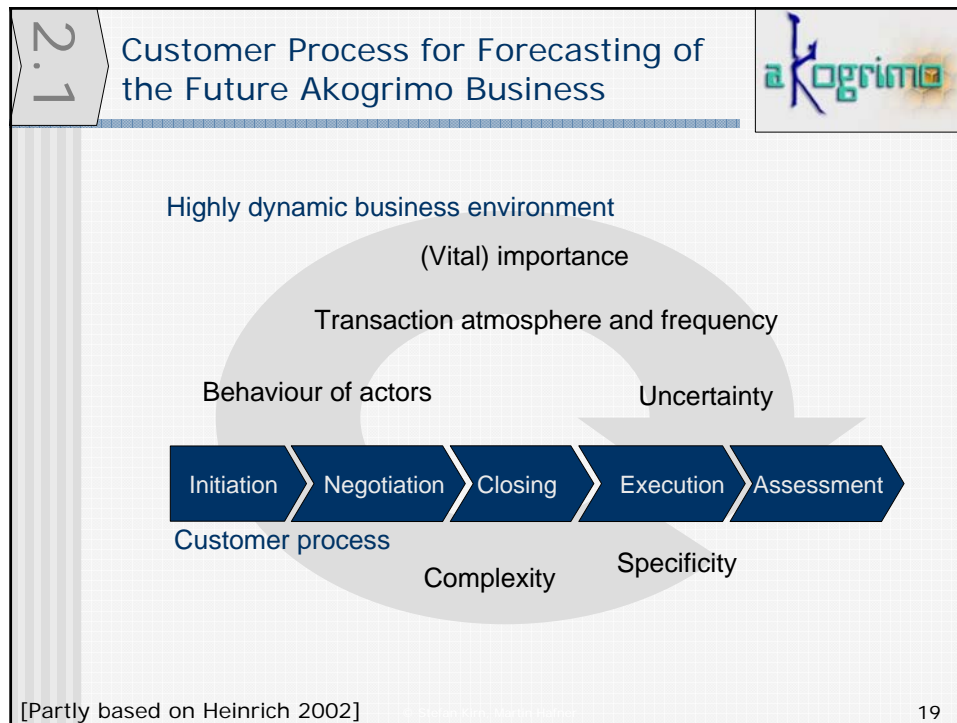 2.1
Customer Process for Forecasting of
the Future Akogrimo Business
akogrimo
Highly dynamic business environment
(Vital) importance
Transaction atmosphere and frequency
Behaviour of actors
Uncertainty
Initiation
Negotiation
Closing
Execution
Assessment
Customer process
Complexity
Specificity
[Partly based on Heinrich 2002]
19